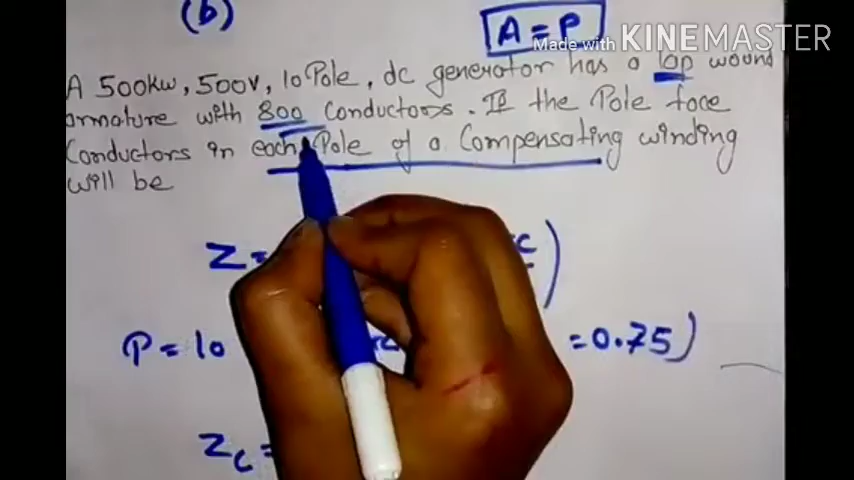 (b)
A = P
Made with KINEMASTER
A 500kw, 500v, 10 Pole, dc generator has a lap wound
armature with 800 conductors. If the Pole face
Conductors in each Pole of a Compensating winding
will be
Z =
c )
P = 10
= 0.75)
Zc =